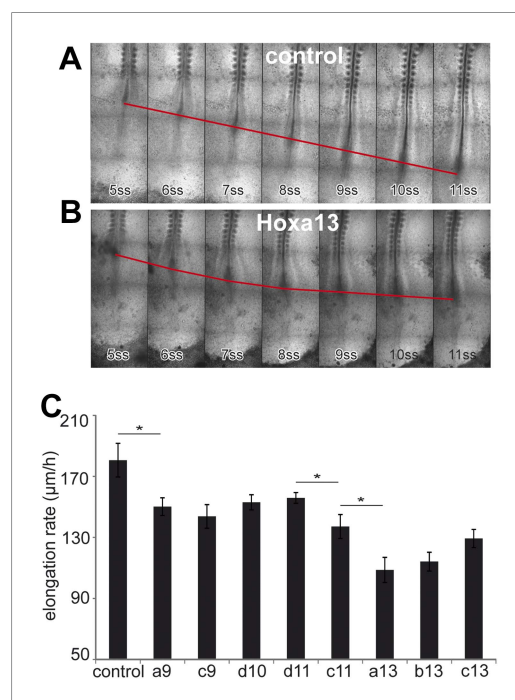 A
control
5ss 6ss 7ss 8ss 9ss 10ss 11ss
B
Hoxa13
5ss 6ss 7ss 8ss 9ss 10ss 11ss
C
elongation rate (µm/h)
210
170
130
90
50
* * *
control a9 c9 d10 d11 c11 a13 b13 c13